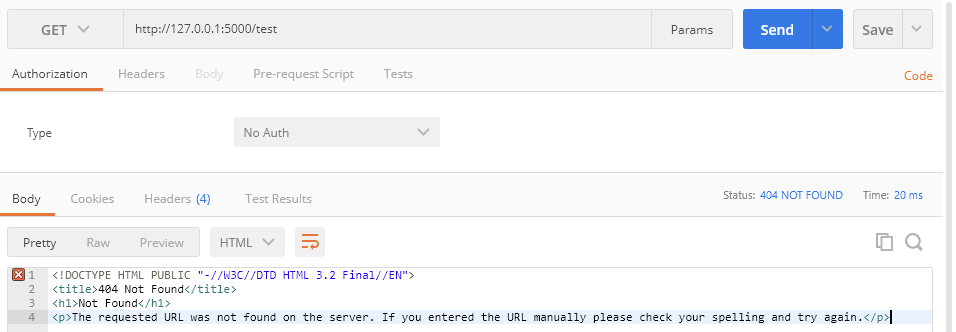 GET http://127.0.0.1:5000/test Params Send Save
Authorization Headers Body Pre-request Script Tests Code
Type No Auth
Body Cookies Headers (4) Test Results Status: 404 NOT FOUND Time: 20 ms
Pretty Raw Preview HTML
1 <!DOCTYPE HTML PUBLIC "-//W3C//DTD HTML 3.2 Final//EN">
2 <title>404 Not Found</title>
3 <h1>Not Found</h1>
4 <p>The requested URL was not found on the server. If you entered the URL manually please check your spelling and try again.</p>